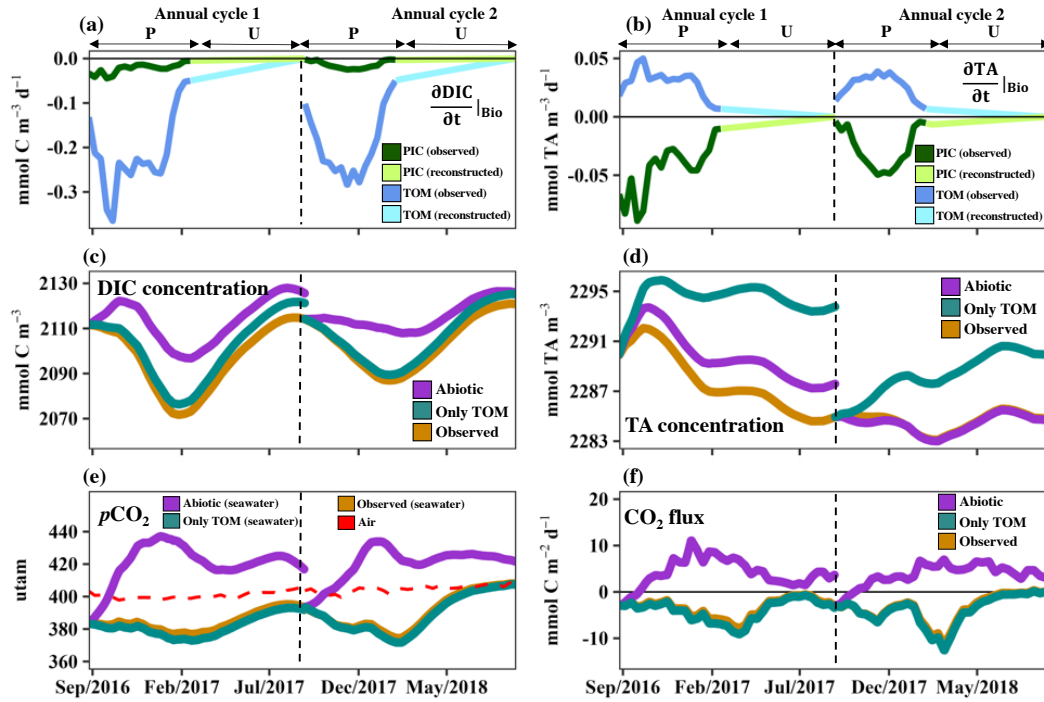 (a)
Annual cycle 1
Annual cycle 2
P
U
P
U
0.0
-0.1
-0.2
-0.3
mmol C m⁻³ d⁻¹
∂DIC
∂t
|Bio
PIC (observed)
PIC (reconstructed)
TOM (observed)
TOM (reconstructed)
(b)
Annual cycle 1
Annual cycle 2
P
U
P
U
0.05
0.00
-0.05
mmol TA m⁻³ d⁻¹
∂TA
∂t
|Bio
PIC (observed)
PIC (reconstructed)
TOM (observed)
TOM (reconstructed)
(c)
DIC concentration
2130
2110
2090
2070
mmol C m⁻³
Abiotic
Only TOM
Observed
(d)
2295
2291
2287
2283
mmol TA m⁻³
Abiotic
Only TOM
Observed
TA concentration
(e)
pCO₂
Abiotic (seawater)
Only TOM (seawater)
Observed (seawater)
Air
440
420
400
380
360
utam
Sep/2016
Feb/2017
Jul/2017
Dec/2017
May/2018
(f)
CO₂ flux
20
10
0
-10
mmol C m⁻² d⁻¹
Abiotic
Only TOM
Observed
Sep/2016
Feb/2017
Jul/2017
Dec/2017
May/2018